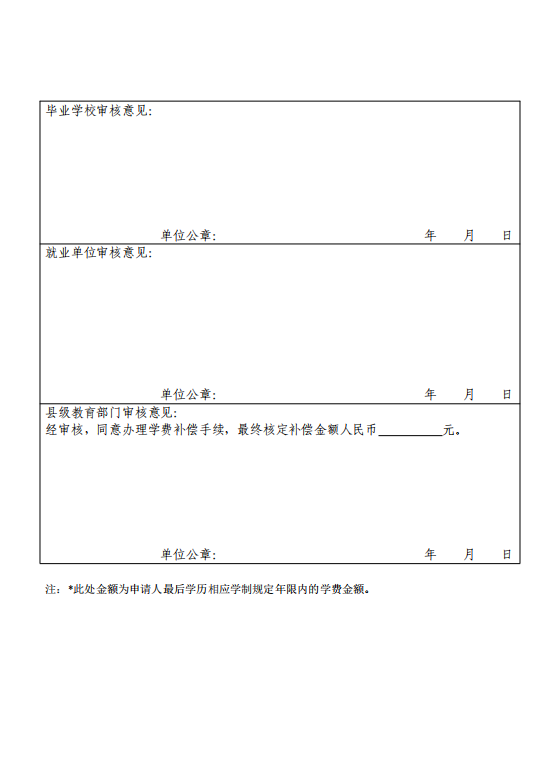 毕业学校审核意见：
单位公章： 年 月 日
就业单位审核意见：
单位公章： 年 月 日
县级教育部门审核意见：
经审核，同意办理学费补偿手续，最终核定补偿金额人民币__________元。
单位公章： 年 月 日
注：*此处金额为申请人最后学历相应学制规定年限内的学费金额。